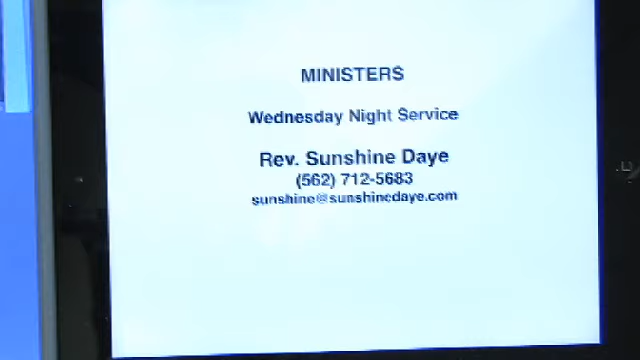 MINISTERS
Wednesday Night Service
Rev. Sunshine Daye
(562) 712-5683
sunshine@sunshinedaye.com